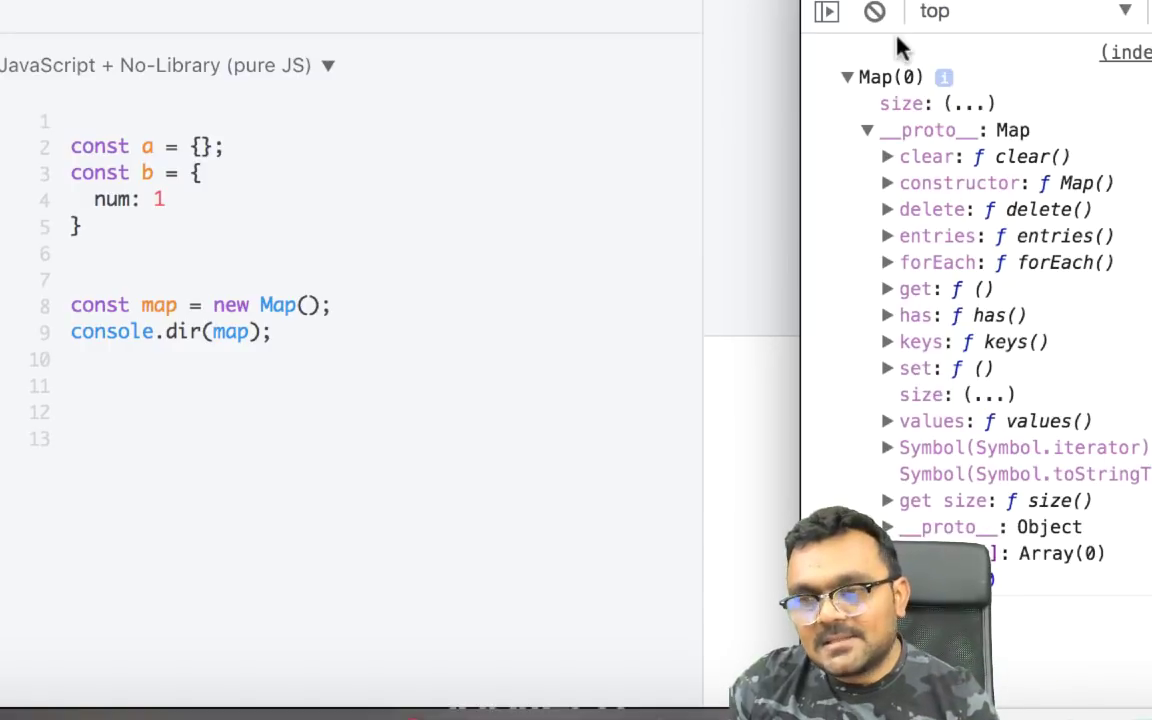 JavaScript + No-Library (pure JS) ▼
1
2 const a = {};
3 const b = {
4 num: 1
5 }
6
7
8 const map = new Map();
9 console.dir(map);
10
11
12
13
top ▼
(inde
▼ Map(0) i
size: (...)
▼ __proto__: Map
▶ clear: ƒ clear()
▶ constructor: ƒ Map()
▶ delete: ƒ delete()
▶ entries: ƒ entries()
▶ forEach: ƒ forEach()
▶ get: ƒ ()
▶ has: ƒ has()
▶ keys: ƒ keys()
▶ set: ƒ ()
size: (...)
▶ values: ƒ values()
▶ Symbol(Symbol.iterator)
Symbol(Symbol.toStringT
▶ get size: ƒ size()
▶ __proto__: Object
]: Array(0)